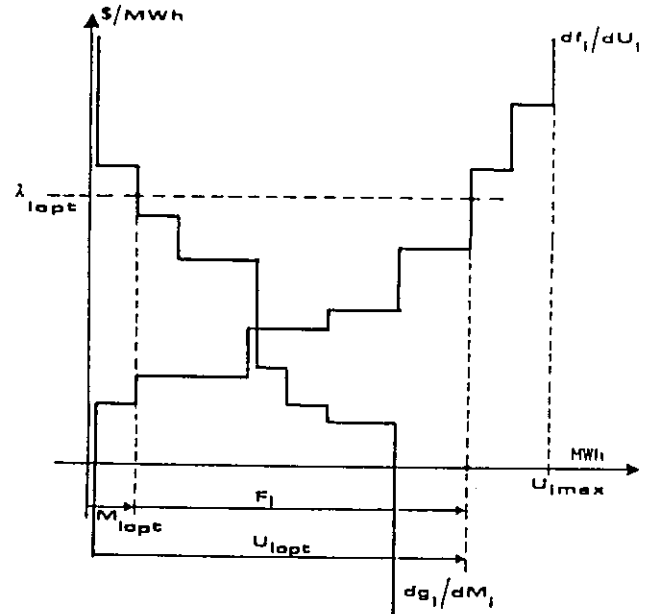 $/MWh
df_i/dU_i
λ_iopt
MWh
U_imax
M_iopt
F_i
U_iopt
dg_i/dM_i